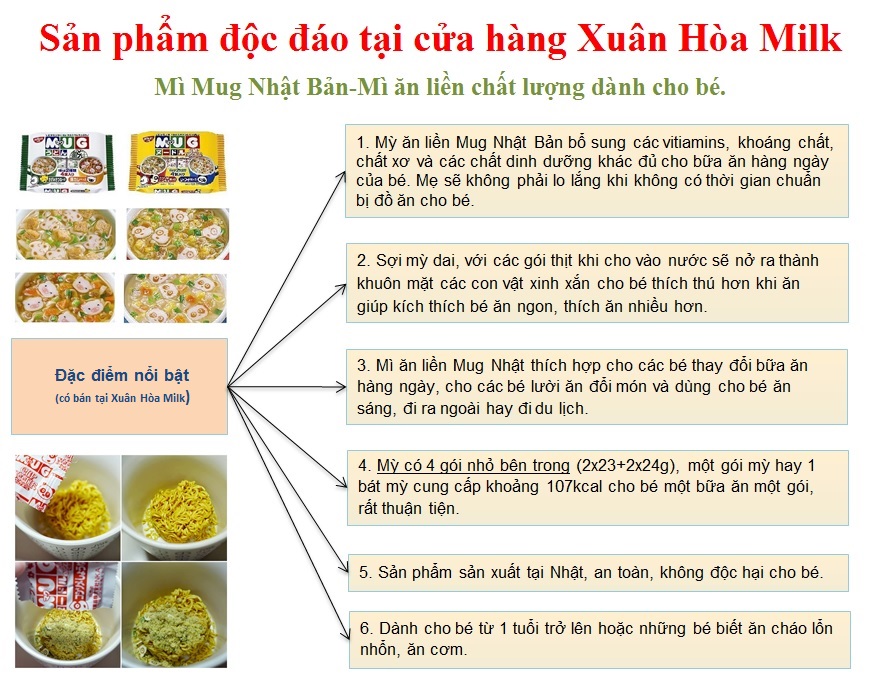 Sản phẩm độc đáo tại cửa hàng Xuân Hòa Milk
Mì Mug Nhật Bản-Mì ăn liền chất lượng dành cho bé.
MUG
MUG
1. Mỳ ăn liền Mug Nhật Bản bổ sung các vitiamins, khoáng chất,
chất xơ và các chất dinh dưỡng khác đủ cho bữa ăn hàng ngày
của bé. Mẹ sẽ không phải lo lắng khi không có thời gian chuẩn
bị đồ ăn cho bé.
2. Sợi mỳ dai, với các gói thịt khi cho vào nước sẽ nở ra thành
khuôn mặt các con vật xinh xắn cho bé thích thú hơn khi ăn
giúp kích thích bé ăn ngon, thích ăn nhiều hơn.
Đặc điểm nổi bật
(có bán tại Xuân Hòa Milk)
3. Mì ăn liền Mug Nhật thích hợp cho các bé thay đổi bữa ăn
hàng ngày, cho các bé lười ăn đổi món và dùng cho bé ăn
sáng, đi ra ngoài hay đi du lịch.
4. Mỳ có 4 gói nhỏ bên trong (2x23+2x24g), một gói mỳ hay 1
bát mỳ cung cấp khoảng 107kcal cho bé một bữa ăn một gói,
rất thuận tiện.
5. Sản phẩm sản xuất tại Nhật, an toàn, không độc hại cho bé.
6. Dành cho bé từ 1 tuổi trở lên hoặc những bé biết ăn cháo lổn
nhổn, ăn cơm.